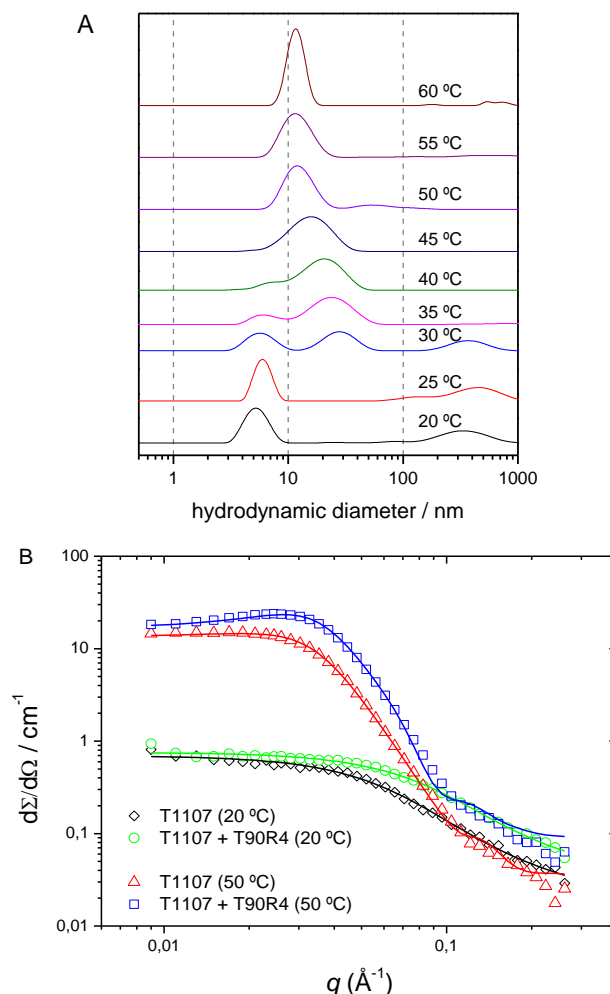 A
60 ºC
55 ºC
50 ºC
45 ºC
40 ºC
35 ºC
30 ºC
25 ºC
20 ºC
1 10 100 1000
hydrodynamic diameter / nm
B
100
10
1
0,1
0,01
dΣ/dΩ / cm⁻¹
T1107 (20 ºC)
T1107 + T90R4 (20 ºC)
T1107 (50 ºC)
T1107 + T90R4 (50 ºC)
0,01 0,1
q (Å⁻¹)